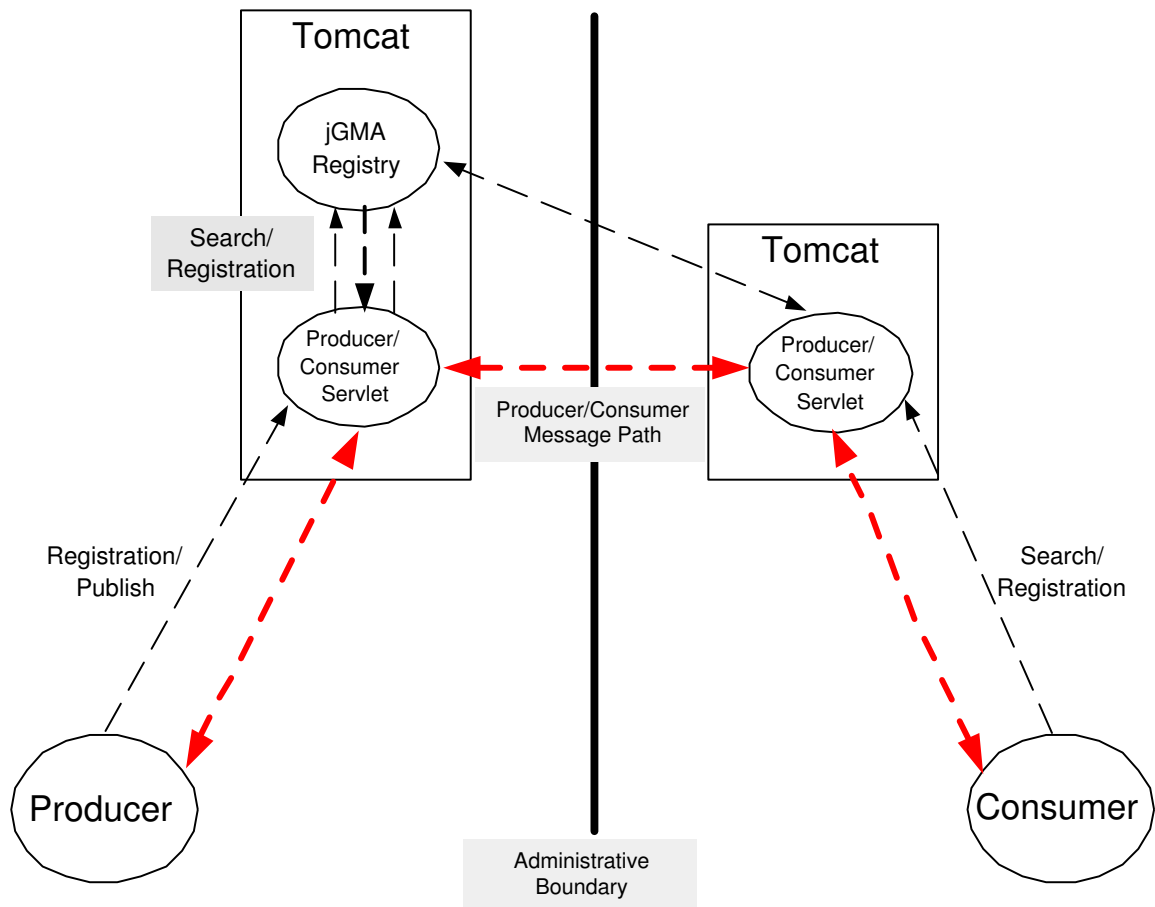 Tomcat
jGMA
Registry
Search/
Registration
Producer/
Consumer
Servlet
Tomcat
Producer/
Consumer
Servlet
Producer/Consumer
Message Path
Registration/
Publish
Search/
Registration
Producer
Consumer
Administrative
Boundary